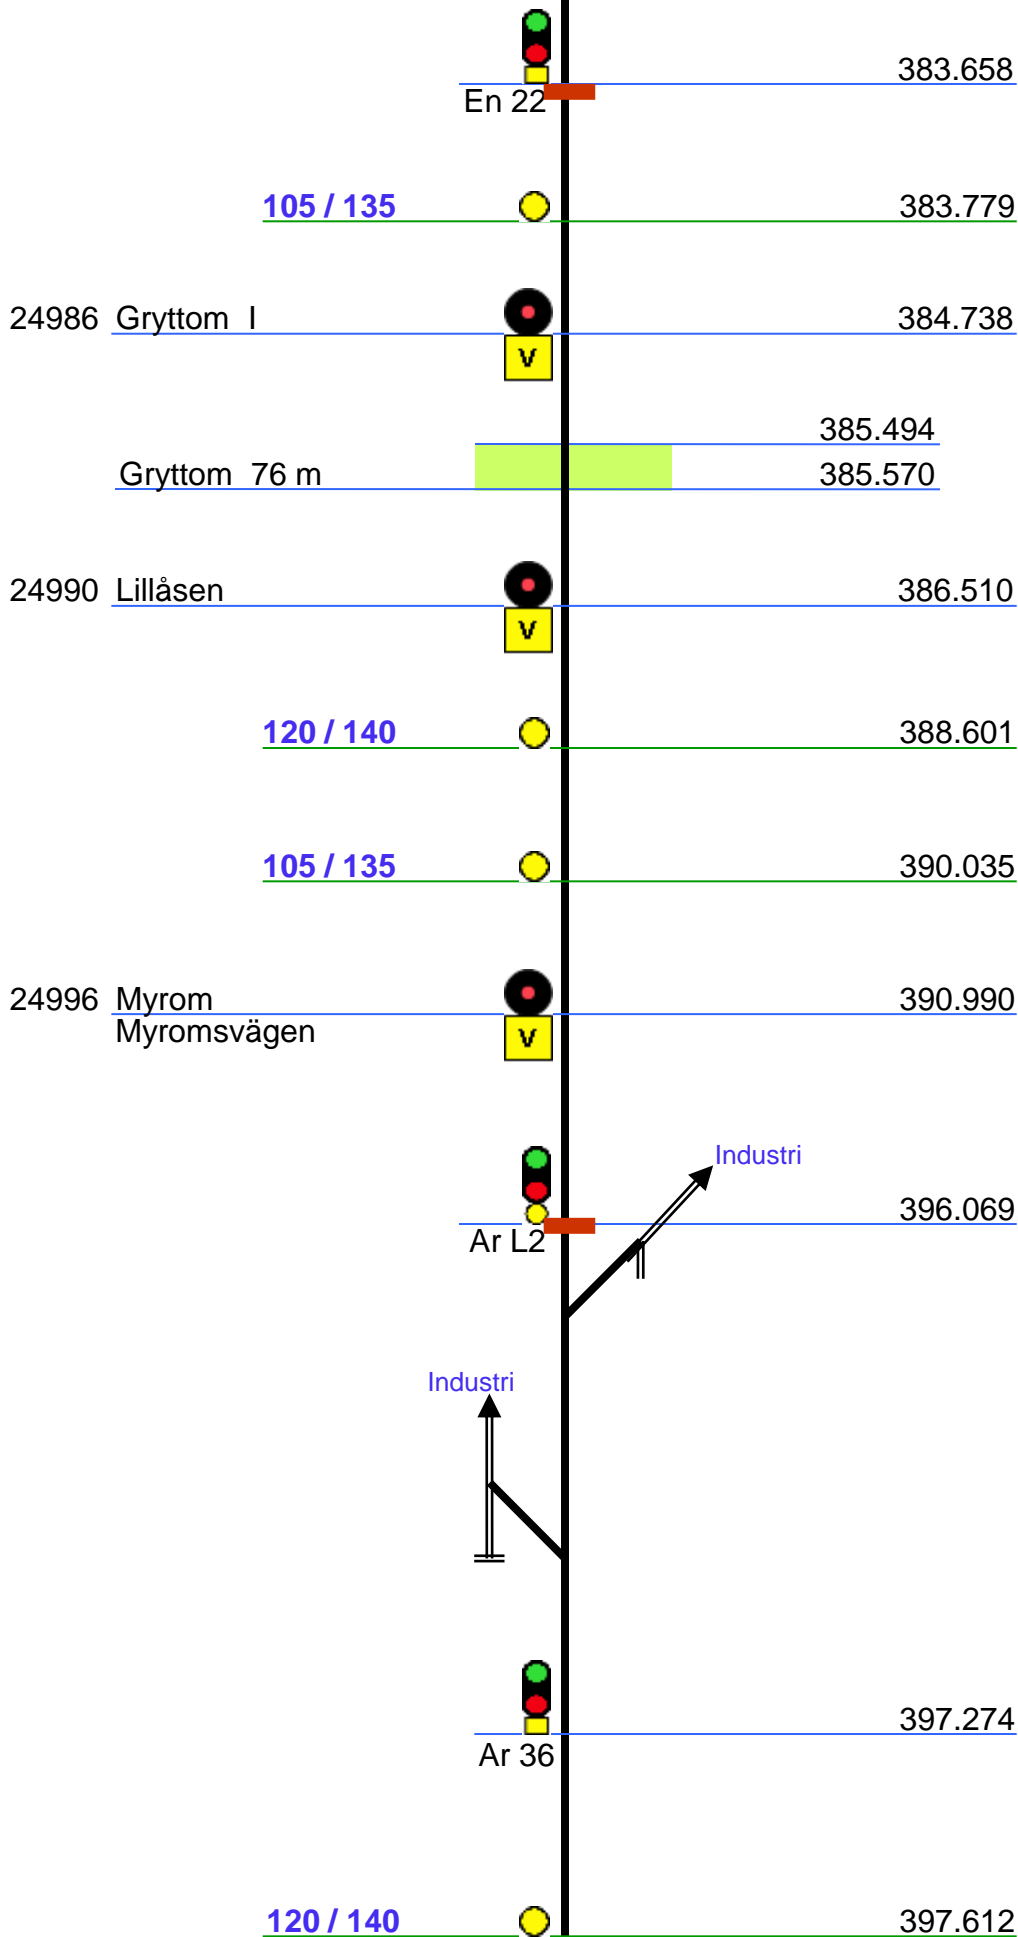 383.658
En 22
105 / 135 383.779
24986 Gryttom I 384.738
V
385.494
Gryttom 76 m 385.570
24990 Lillåsen 386.510
V
120 / 140 388.601
105 / 135 390.035
24996 Myrom 390.990
Myromsvägen V
Industri
396.069
Ar L2
Industri
397.274
Ar 36
120 / 140 397.612